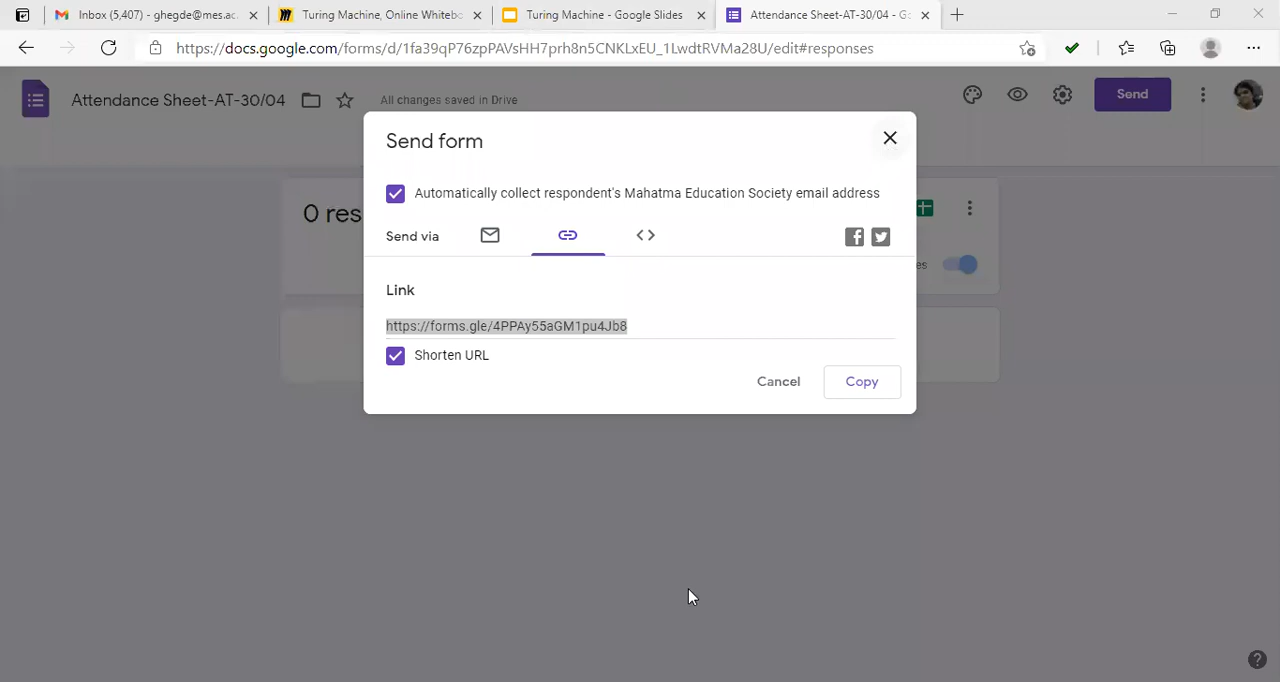 Inbox (5,407) - ghegde@mes.ac.
Turing Machine, Online Whitebo
Turing Machine - Google Slides
Attendance Sheet-AT-30/04 - Go
https://docs.google.com/forms/d/1fa39qP76zpPAVsHH7prh8n5CNKLxEU_1LwdtRVMa28U/edit#responses
Attendance Sheet-AT-30/04
All changes saved in Drive
Send
Send form
Automatically collect respondent's Mahatma Education Society email address
0 res
Send via
es
Link
https://forms.gle/4PPAy55aGM1pu4Jb8
Shorten URL
Cancel
Copy